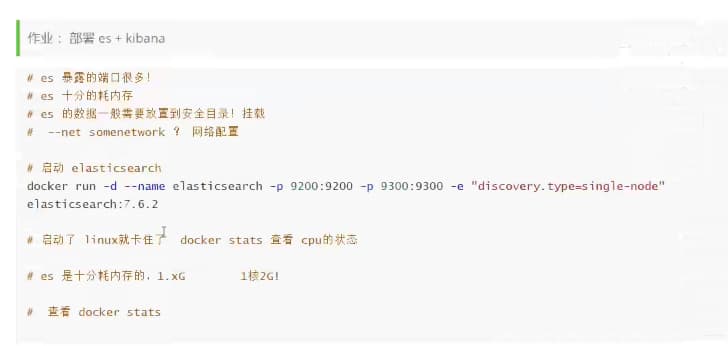 作业： 部署 es + kibana
# es 暴露的端口很多！
# es 十分的耗内存
# es 的数据一般需要放置到安全目录！挂载
#  --net somenetwork ？ 网络配置
# 启动 elasticsearch
docker run -d --name elasticsearch -p 9200:9200 -p 9300:9300 -e "discovery.type=single-node"
elasticsearch:7.6.2
# 启动了 linux就卡住了  docker stats 查看 cpu的状态
# es 是十分耗内存的，1.xG  1核2G！
#  查看 docker stats